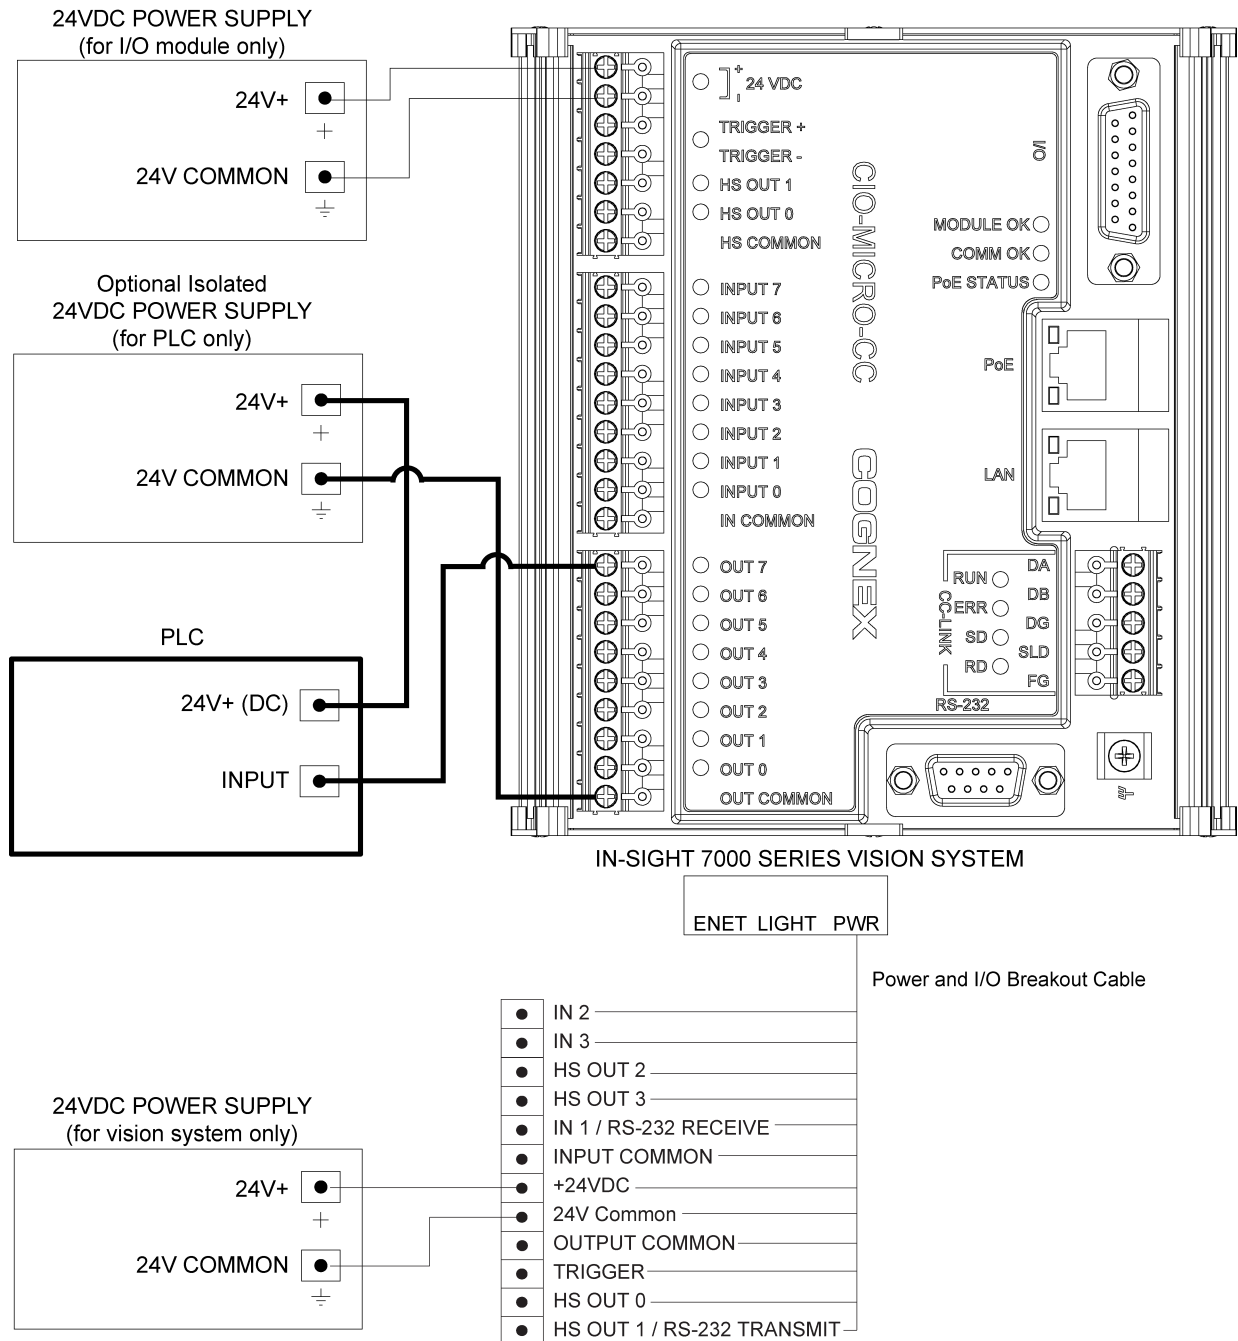 24VDC POWER SUPPLY
(for I/O module only)
24V+
+
24V COMMON
Optional Isolated
24VDC POWER SUPPLY
(for PLC only)
24V+
+
24V COMMON
PLC
24V+ (DC)
INPUT
+
24 VDC
-
TRIGGER +
TRIGGER -
HS OUT 1
HS OUT 0
HS COMMON
INPUT 7
INPUT 6
INPUT 5
INPUT 4
INPUT 3
INPUT 2
INPUT 1
INPUT 0
IN COMMON
OUT 7
OUT 6
OUT 5
OUT 4
OUT 3
OUT 2
OUT 1
OUT 0
OUT COMMON
CIO-MICRO-CC
COGNEX
I/O
MODULE OK
COMM OK
PoE STATUS
PoE
LAN
CC-LINK
RUN
ERR
SD
RD
DA
DB
DG
SLD
FG
RS-232
IN-SIGHT 7000 SERIES VISION SYSTEM
ENET LIGHT PWR
Power and I/O Breakout Cable
IN 2
IN 3
HS OUT 2
HS OUT 3
IN 1 / RS-232 RECEIVE
INPUT COMMON
+24VDC
24V Common
OUTPUT COMMON
TRIGGER
HS OUT 0
HS OUT 1 / RS-232 TRANSMIT
24VDC POWER SUPPLY
(for vision system only)
24V+
+
24V COMMON